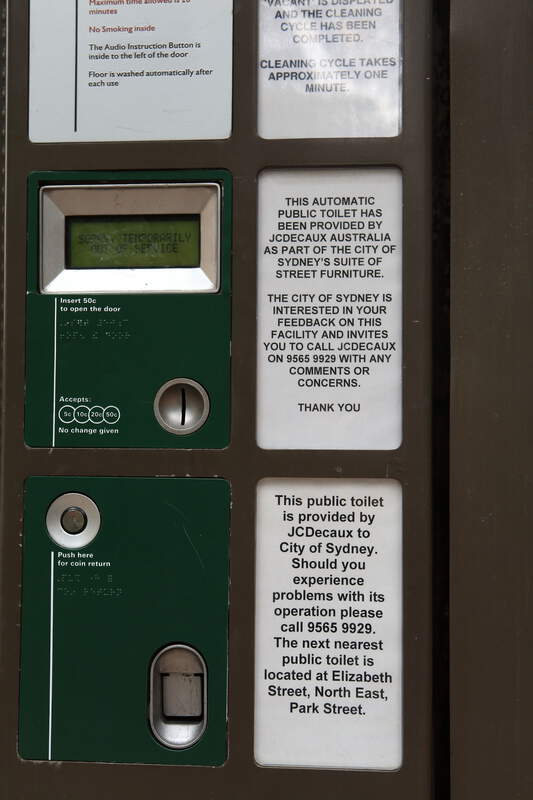 Maximum time allowed is 20
minutes
No Smoking inside
The Audio Instruction Button is
inside to the left of the door
Floor is washed automatically after
each use
'VACANT' IS DISPLAYED
AND THE CLEANING
CYCLE HAS BEEN
COMPLETED.
CLEANING CYCLE TAKES
APPROXIMATELY ONE
MINUTE.
SORRY TEMPORARILY
OUT OF SERVICE
Insert 50c
to open the door
Accepts:
5c 10c 20c 50c
No change given
THIS AUTOMATIC
PUBLIC TOILET HAS
BEEN PROVIDED BY
JCDECAUX AUSTRALIA
AS PART OF THE CITY OF
SYDNEY'S SUITE OF
STREET FURNITURE.
THE CITY OF SYDNEY IS
INTERESTED IN YOUR
FEEDBACK ON THIS
FACILITY AND INVITES
YOU TO CALL JCDECAUX
ON 9565 9929 WITH ANY
COMMENTS OR
CONCERNS.
THANK YOU
Push here
for coin return
This public toilet
is provided by
JCDecaux to
City of Sydney.
Should you
experience
problems with its
operation please
call 9565 9929.
The next nearest
public toilet is
located at Elizabeth
Street, North East,
Park Street.